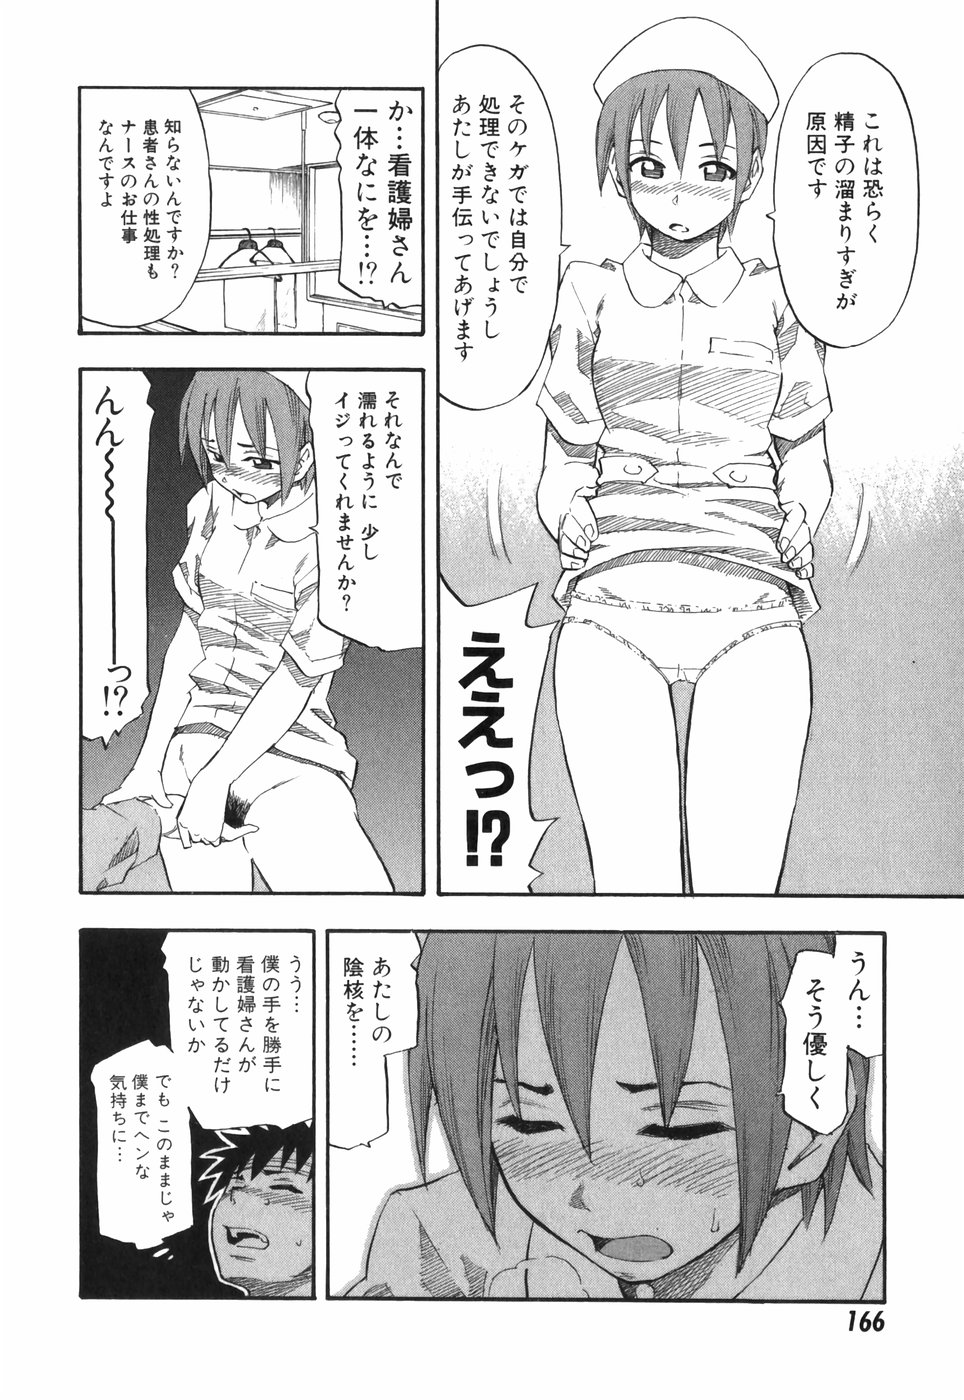 これは恐らく
精子の溜まりすぎが
原因です
そのケガでは自分で
処理できないでしょうし
あたしが手伝ってあげます
ええっ!?
か…看護婦さん
一体なにを…!?
知らないんですか?
患者さんの性処理も
ナースのお仕事
なんですよ
それなんで
濡れるように 少し
イジってくれませんか?
んん〜〜――――っ!?
うん…
そう優しく
あたしの
陰核を……
うう…
僕の手を勝手に
看護婦さんが
動かしてるだけ
じゃないか
でも このままじゃ
僕までヘンな
気持ちに…
166